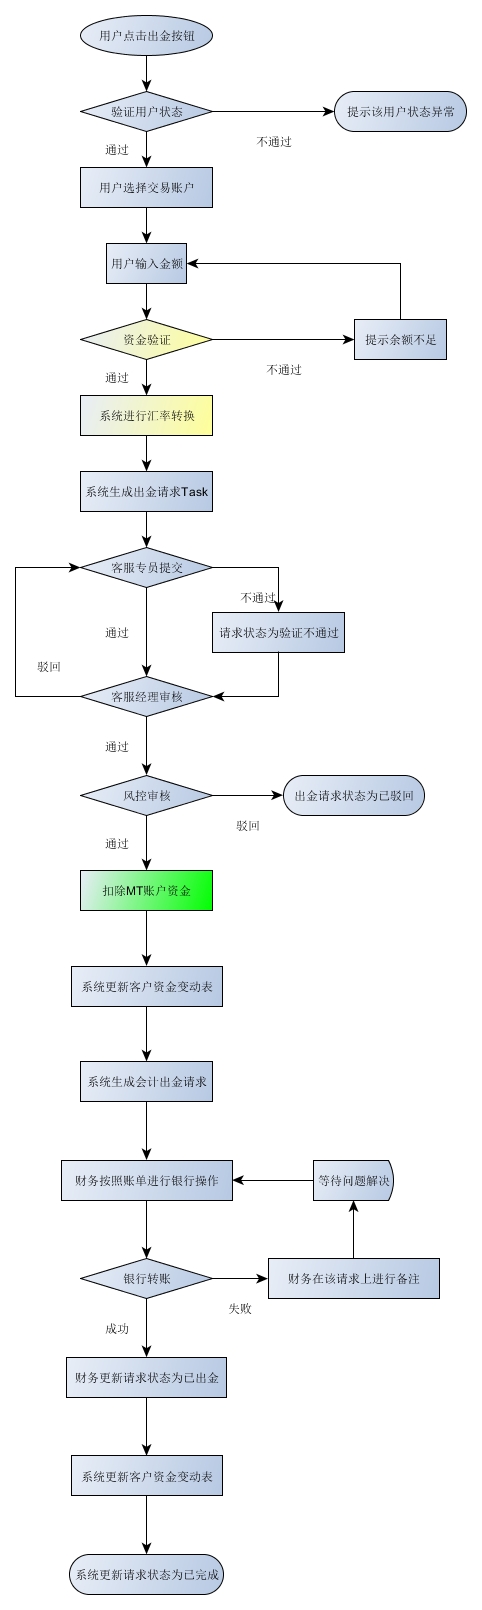 用户点击出金按钮
验证用户状态
提示该用户状态异常
通过
不通过
用户选择交易账户
用户输入金额
资金验证
提示余额不足
通过
不通过
系统进行汇率转换
系统生成出金请求Task
客服专员提交
不通过
通过
请求状态为验证不通过
驳回
客服经理审核
通过
风控审核
出金请求状态为已驳回
驳回
通过
扣除MT账户资金
系统更新客户资金变动表
系统生成会计出金请求
财务按照账单进行银行操作
等待问题解决
银行转账
财务在该请求上进行备注
失败
成功
财务更新请求状态为已出金
系统更新客户资金变动表
系统更新请求状态为已完成